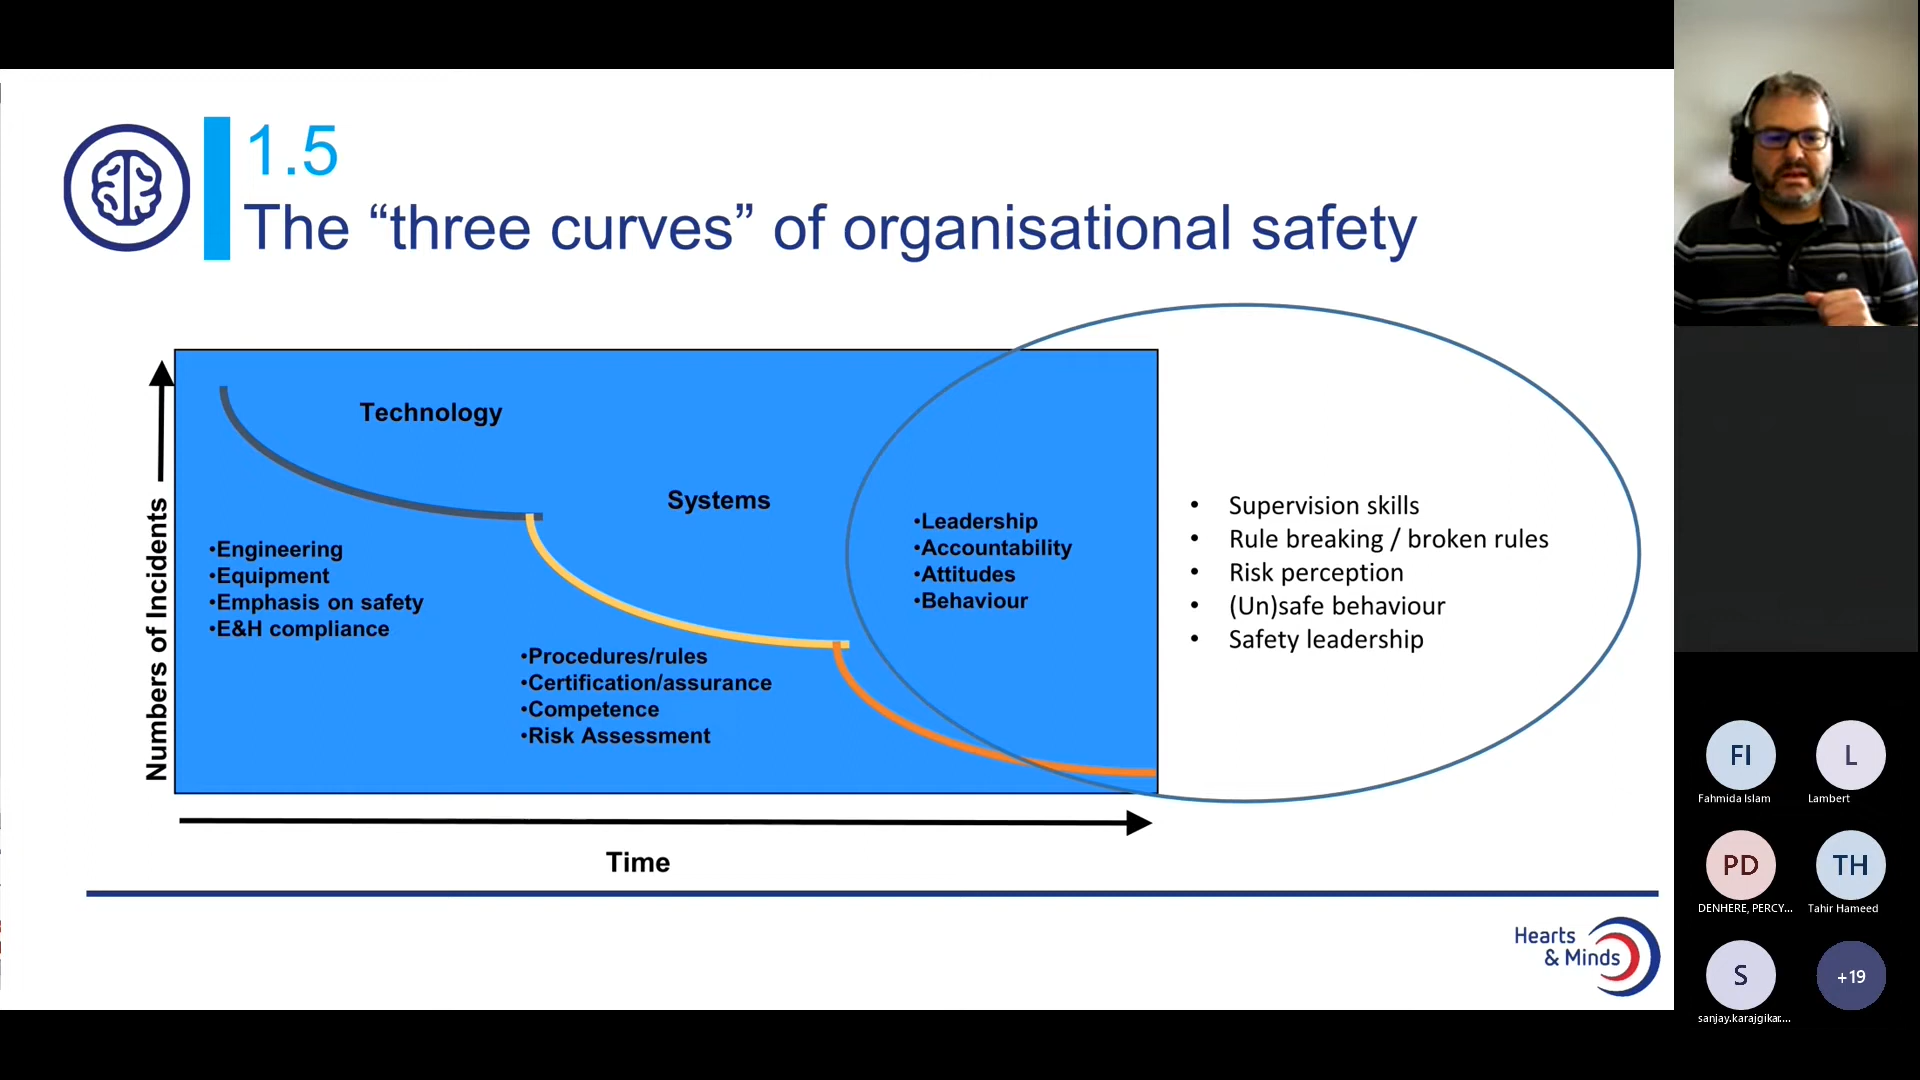 1.5
The “three curves” of organisational safety
Numbers of Incidents
Technology
•Engineering
•Equipment
•Emphasis on safety
•E&H compliance
Systems
•Procedures/rules
•Certification/assurance
•Competence
•Risk Assessment
•Leadership
•Accountability
•Attitudes
•Behaviour
• Supervision skills
• Rule breaking / broken rules
• Risk perception
• (Un)safe behaviour
• Safety leadership
Time
Hearts
& Minds
FI
Fahmida Islam
L
Lambert
PD
DENHERE, PERCY...
TH
Tahir Hameed
S
sanjay.karajgikar....
+19